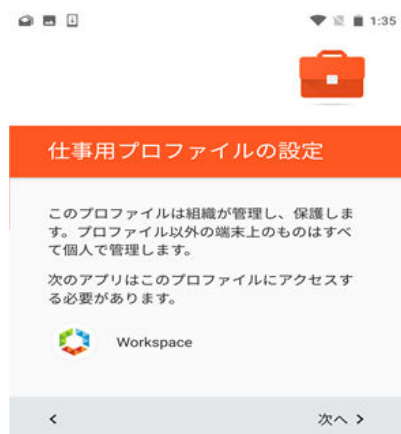 1:35
仕事用プロファイルの設定
このプロファイルは組織が管理し、保護しま
す。プロファイル以外の端末上のものはすべ
て個人で管理します。
次のアプリはこのプロファイルにアクセスす
る必要があります。
Workspace
次へ